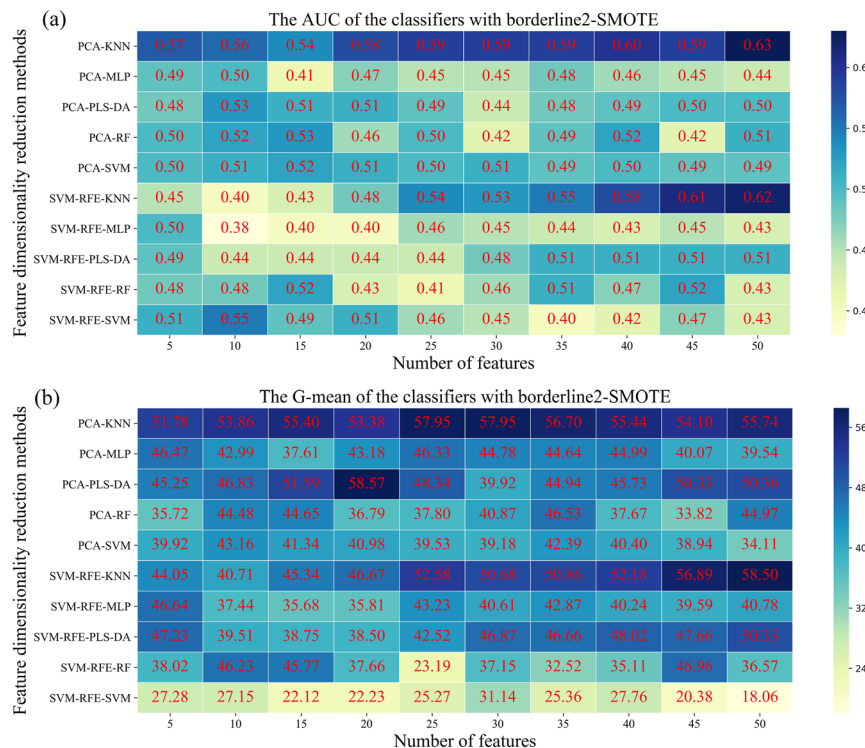 (a)
The AUC of the classifiers with borderline2-SMOTE
Feature dimensionality reduction methods
PCA-KNN 0.57 0.56 0.54 0.58 0.59 0.59 0.59 0.60 0.59 0.63
PCA-MLP 0.49 0.50 0.41 0.47 0.45 0.45 0.48 0.46 0.45 0.44
PCA-PLS-DA 0.48 0.53 0.51 0.51 0.49 0.44 0.48 0.49 0.50 0.50
PCA-RF 0.50 0.52 0.53 0.46 0.50 0.42 0.49 0.52 0.42 0.51
PCA-SVM 0.50 0.51 0.52 0.51 0.50 0.51 0.49 0.50 0.49 0.49
SVM-RFE-KNN 0.45 0.40 0.43 0.48 0.54 0.53 0.55 0.58 0.61 0.62
SVM-RFE-MLP 0.50 0.38 0.40 0.40 0.46 0.45 0.44 0.43 0.45 0.43
SVM-RFE-PLS-DA 0.49 0.44 0.44 0.44 0.44 0.48 0.51 0.51 0.51 0.51
SVM-RFE-RF 0.48 0.48 0.52 0.43 0.41 0.46 0.51 0.47 0.52 0.43
SVM-RFE-SVM 0.51 0.55 0.49 0.51 0.46 0.45 0.40 0.42 0.47 0.43
5 10 15 20 25 30 35 40 45 50
Number of features
(b)
The G-mean of the classifiers with borderline2-SMOTE
Feature dimensionality reduction methods
PCA-KNN 51.78 53.86 55.40 53.38 57.95 57.95 56.70 55.44 54.10 55.74
PCA-MLP 46.47 42.99 37.61 43.18 46.33 44.78 44.64 44.99 40.07 39.54
PCA-PLS-DA 45.25 46.83 51.59 58.57 48.34 39.92 44.94 45.73 50.33 50.36
PCA-RF 35.72 44.48 44.65 36.79 37.80 40.87 46.53 37.67 33.82 44.97
PCA-SVM 39.92 43.16 41.34 40.98 39.53 39.18 42.39 40.40 38.94 34.11
SVM-RFE-KNN 44.05 40.71 45.34 46.67 52.58 50.68 50.86 52.18 56.89 58.50
SVM-RFE-MLP 46.64 37.44 35.68 35.81 43.23 40.61 42.87 40.24 39.59 40.78
SVM-RFE-PLS-DA 47.23 39.51 38.75 38.50 42.52 46.87 46.66 48.02 47.66 50.33
SVM-RFE-RF 38.02 46.23 45.77 37.66 23.19 37.15 32.52 35.11 46.96 36.57
SVM-RFE-SVM 27.28 27.15 22.12 22.23 25.27 31.14 25.36 27.76 20.38 18.06
5 10 15 20 25 30 35 40 45 50
Number of features
56
48
40
32
24